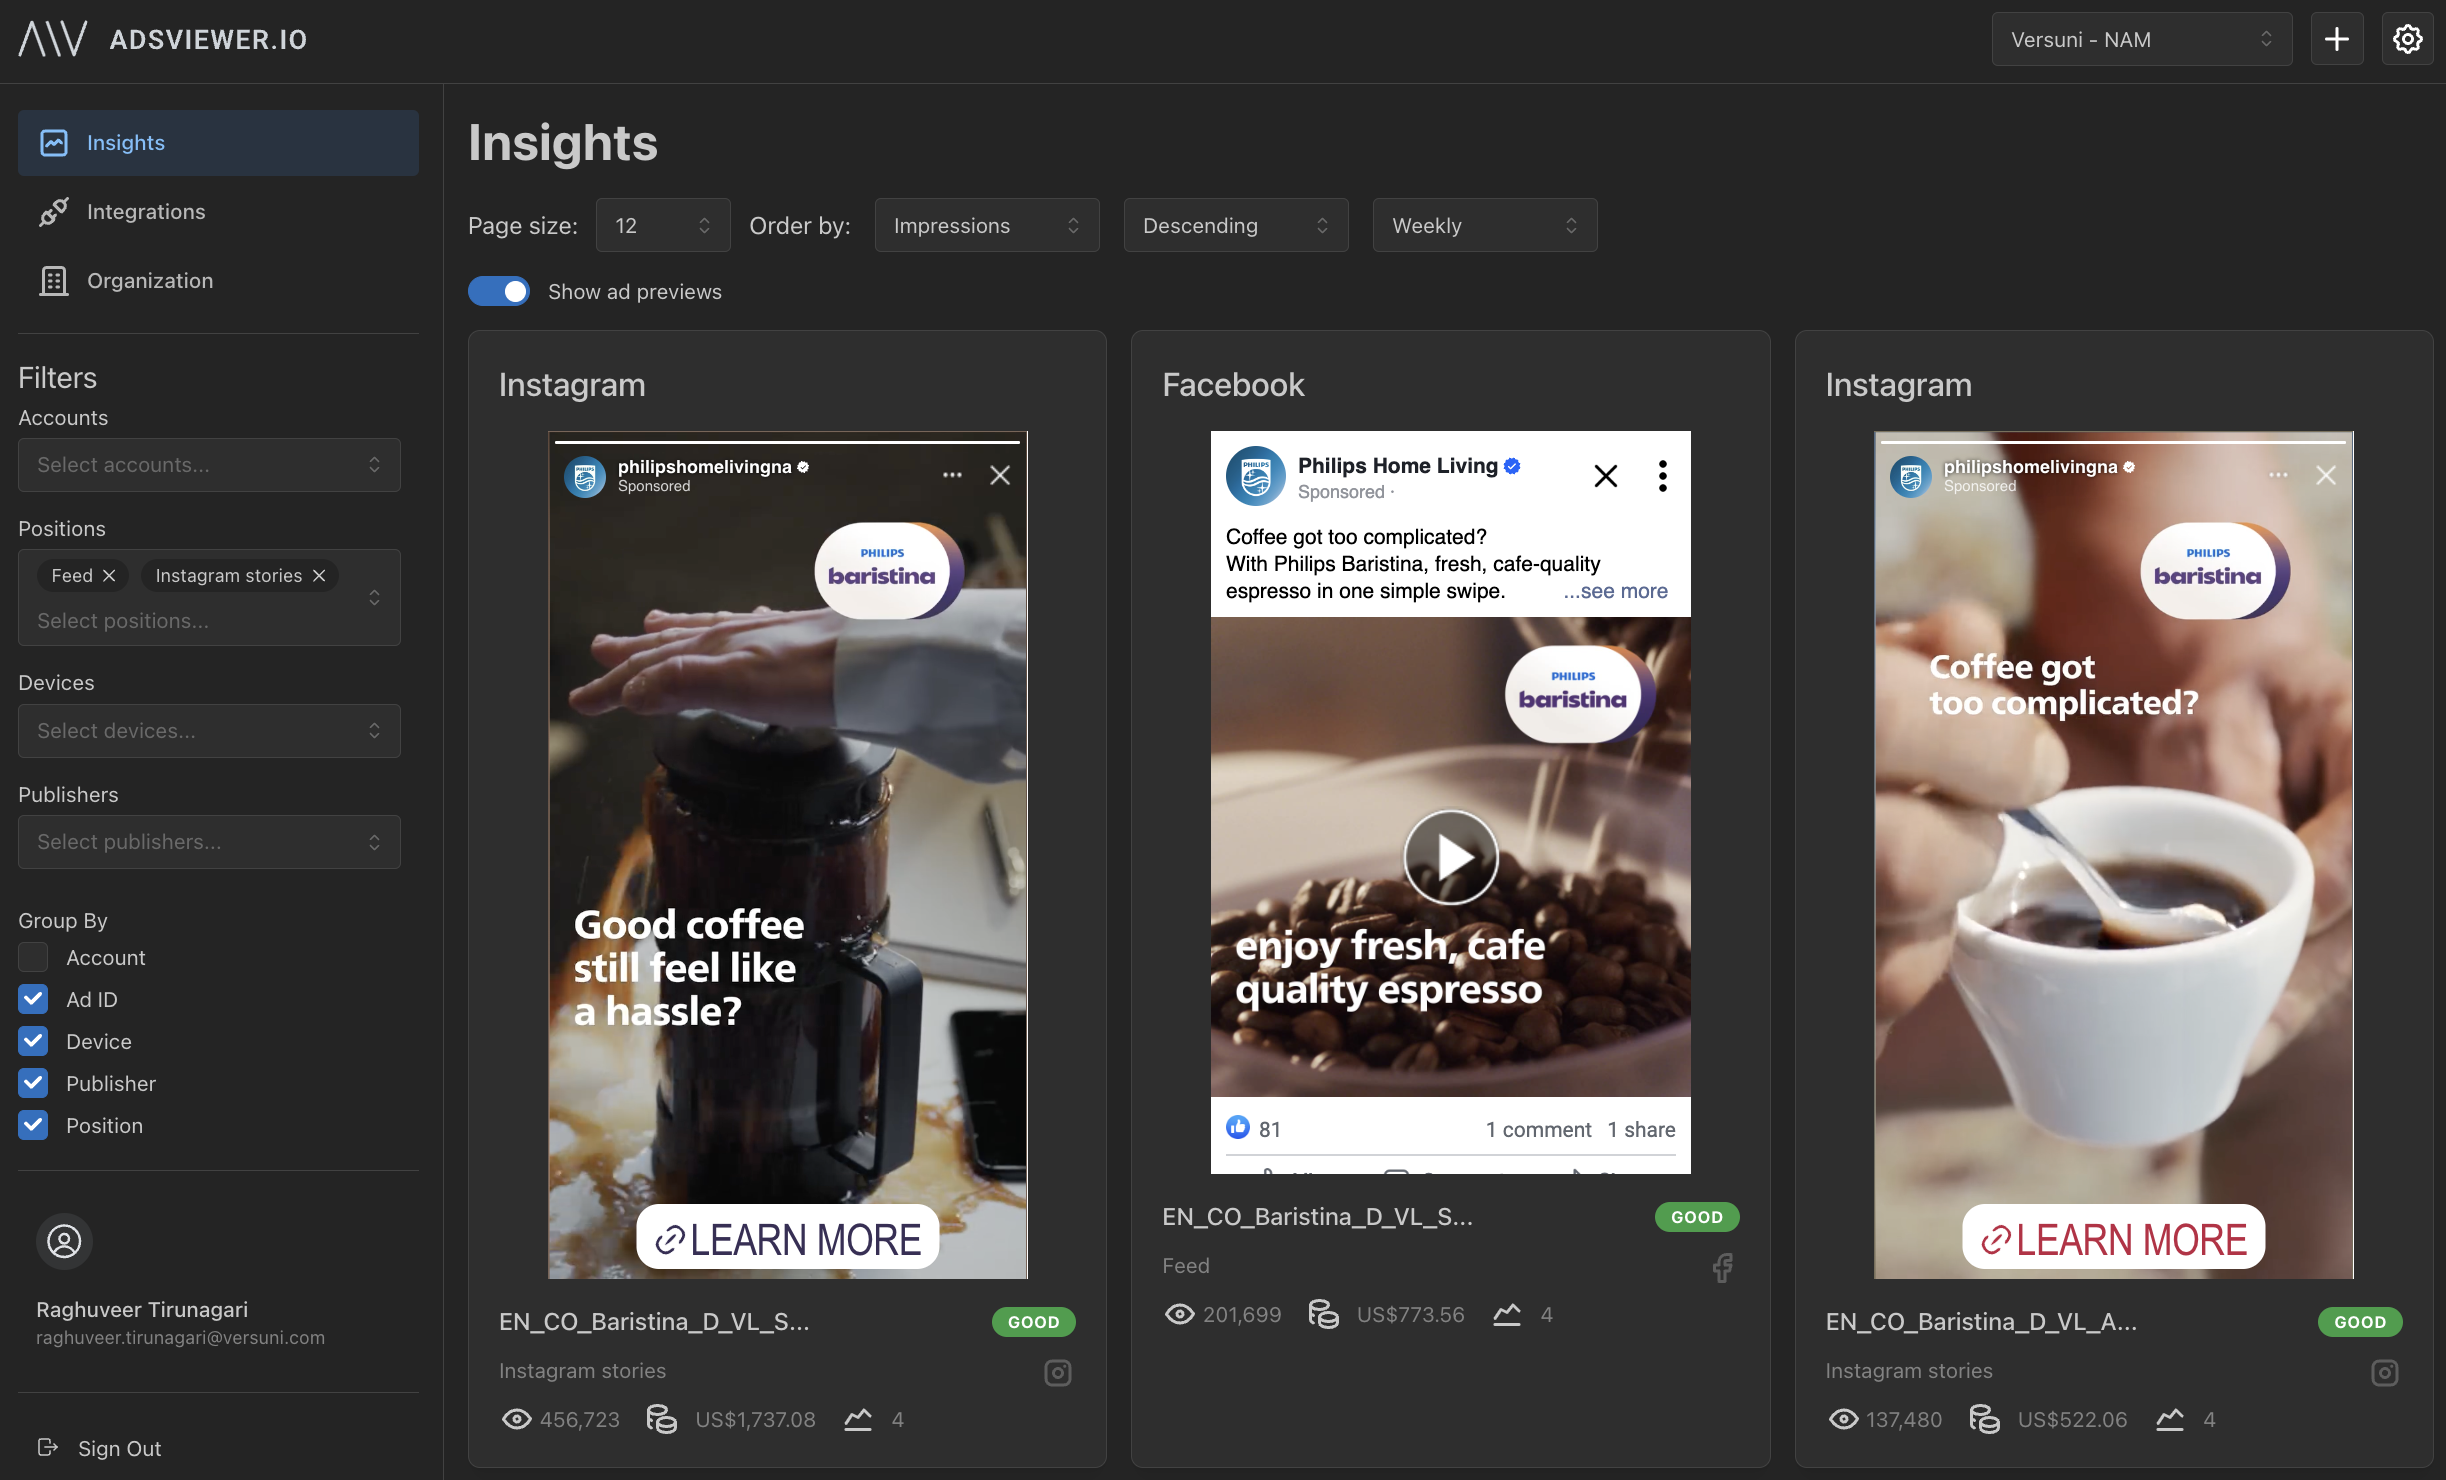 ADSVIEWER.IO
Versuni - NAM
Insights
Integrations
Organization
Filters
Accounts
Select accounts...
Positions
Feed
Instagram stories
Select positions...
Devices
Select devices...
Publishers
Select publishers...
Group By
Account
Ad ID
Device
Publisher
Position
Raghuveer Tirunagari
raghuveer.tirunagari@versuni.com
Sign Out
Insights
Page size: 12 Order by: Impressions Descending Weekly
Show ad previews
Instagram
philipshomelivingna
Sponsored
PHILIPS
baristina
Good coffee
still feel like
a hassle?
LEARN MORE
EN_CO_Baristina_D_VL_S... GOOD
Instagram stories
456,723 US$1,737.08 4
Facebook
PHILIPS
Philips Home Living
Sponsored ·
Coffee got too complicated?
With Philips Baristina, fresh, cafe-quality
espresso in one simple swipe. ...see more
PHILIPS
baristina
enjoy fresh, cafe
quality espresso
81 1 comment 1 share
EN_CO_Baristina_D_VL_S... GOOD
Feed
201,699 US$773.56 4
Instagram
philipshomelivingna
Sponsored
PHILIPS
baristina
Coffee got
too complicated?
LEARN MORE
EN_CO_Baristina_D_VL_A... GOOD
Instagram stories
137,480 US$522.06 4